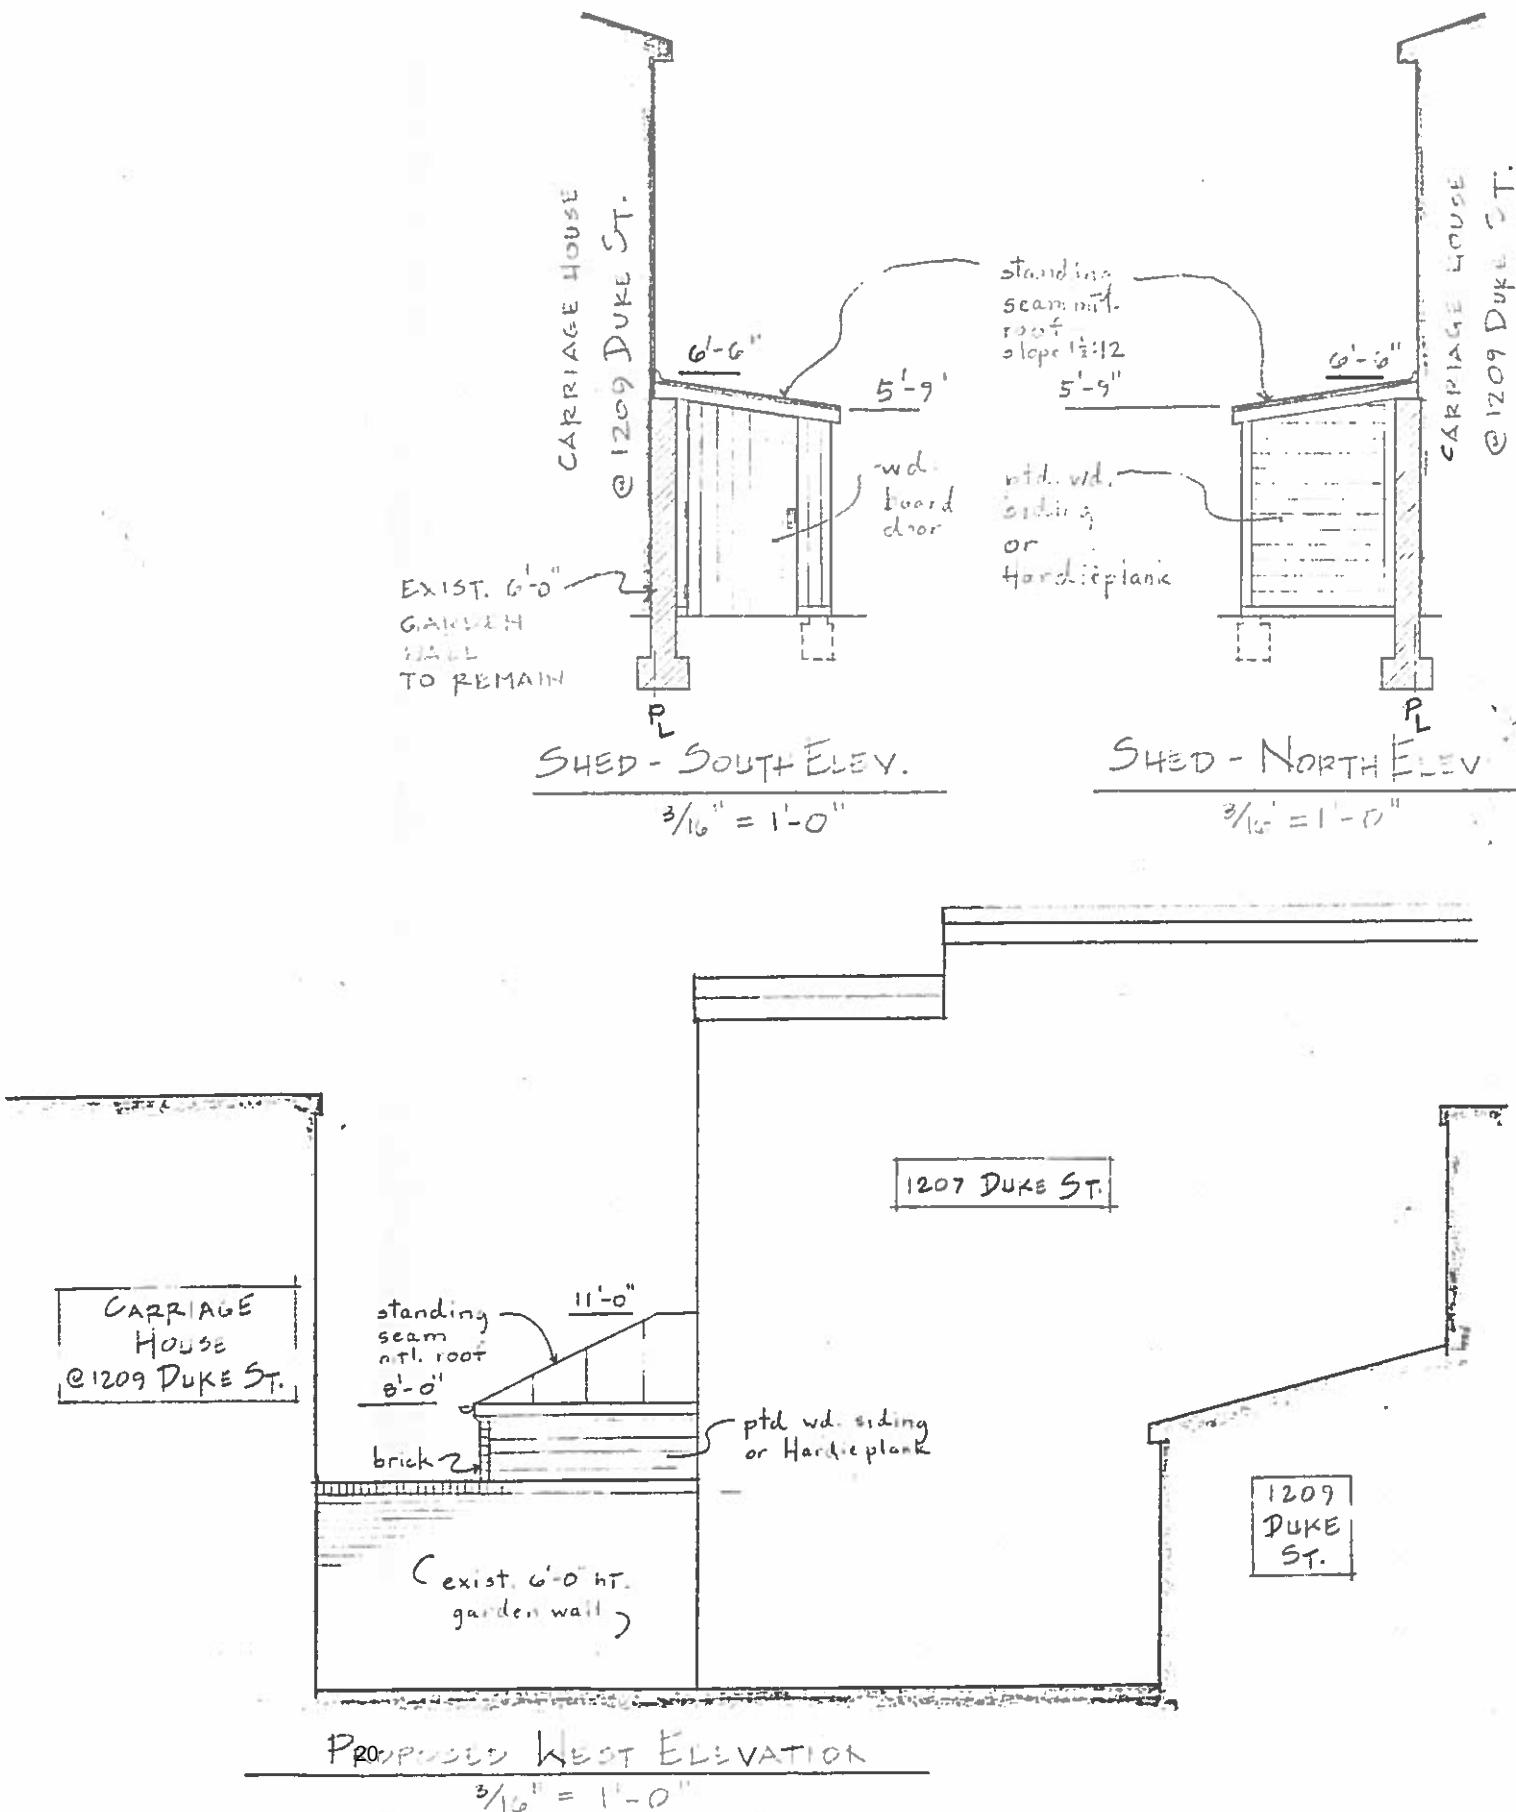 CARRIAGE HOUSE
@ 1209 DUKE ST.
6'-6"
5'-9'
standing
seam mtl.
roof
slope 1½:12
5'-9"
6'-6"
CARRIAGE HOUSE
@ 1209 DUKE ST.
wd.
board
door
ptd. wd.
siding
or
Hardieplank
EXIST. 6'-0"
GARDEN
WALL
TO REMAIN
PL
PL
SHED - SOUTH ELEV.
3/16" = 1'-0"
SHED - NORTH ELEV
3/16" = 1'-0"
1207 DUKE ST.
CARRIAGE
HOUSE
@ 1209 DUKE ST.
standing
seam
mtl. roof
8'-0"
11'-0"
brick
ptd wd. siding
or Hardieplank
exist. 6'-0 HT.
garden wall
1209
DUKE
ST.
PROPOSED WEST ELEVATION
20
3/16" = 1'-0"